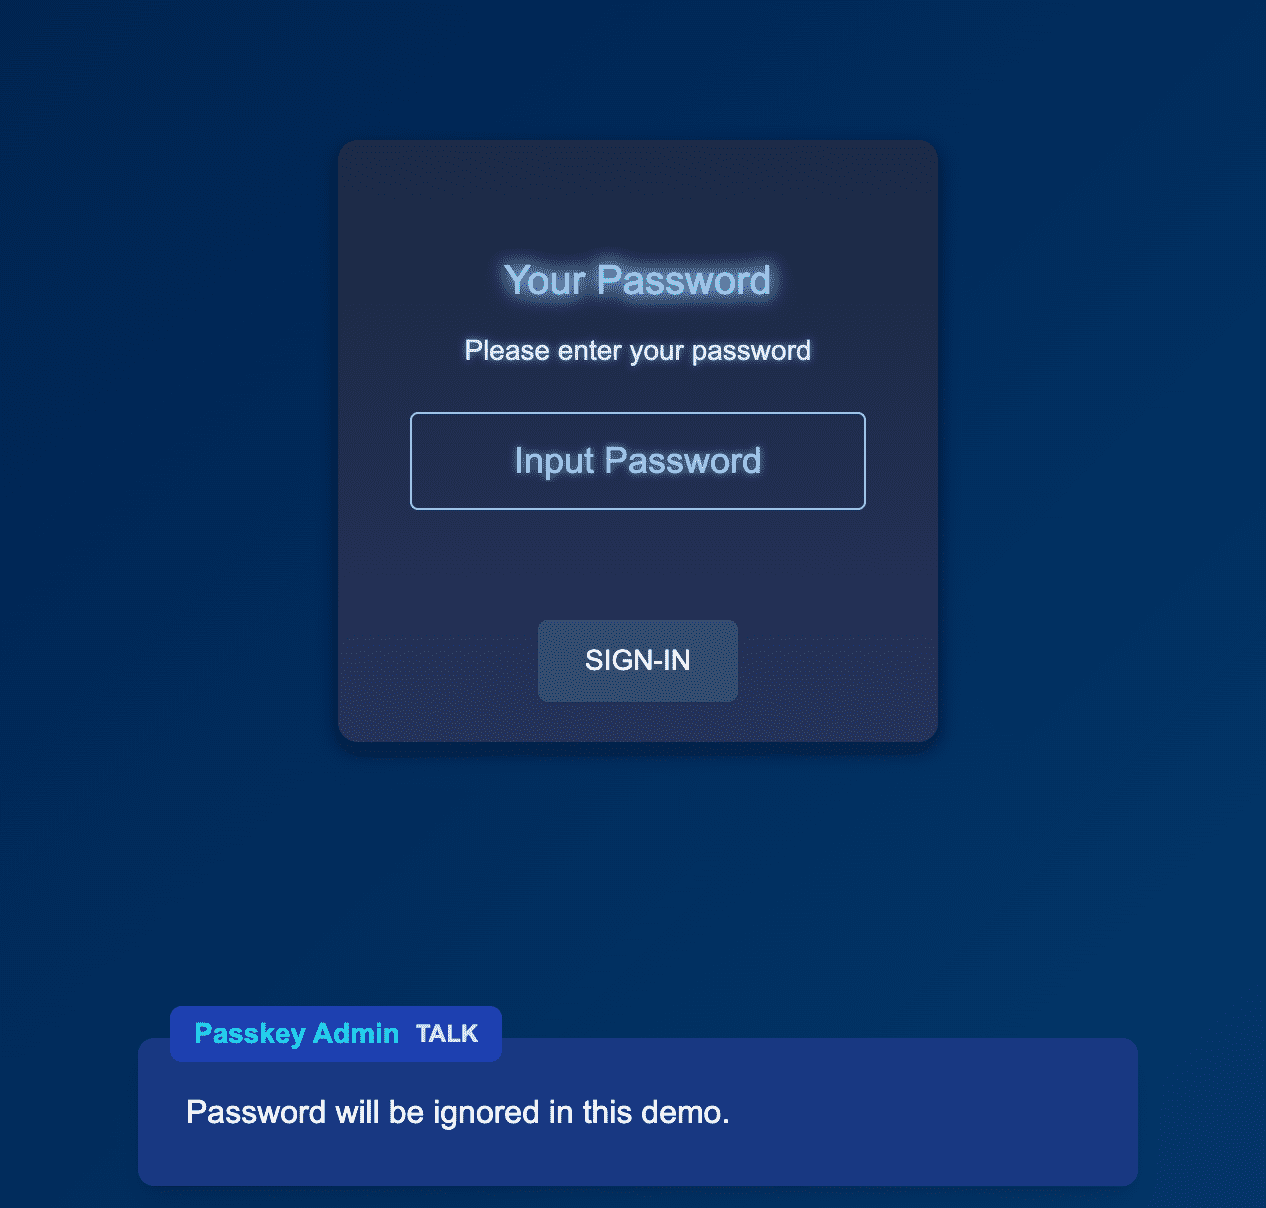 Your Password
Please enter your password
Input Password
SIGN-IN
Passkey Admin TALK
Password will be ignored in this demo.